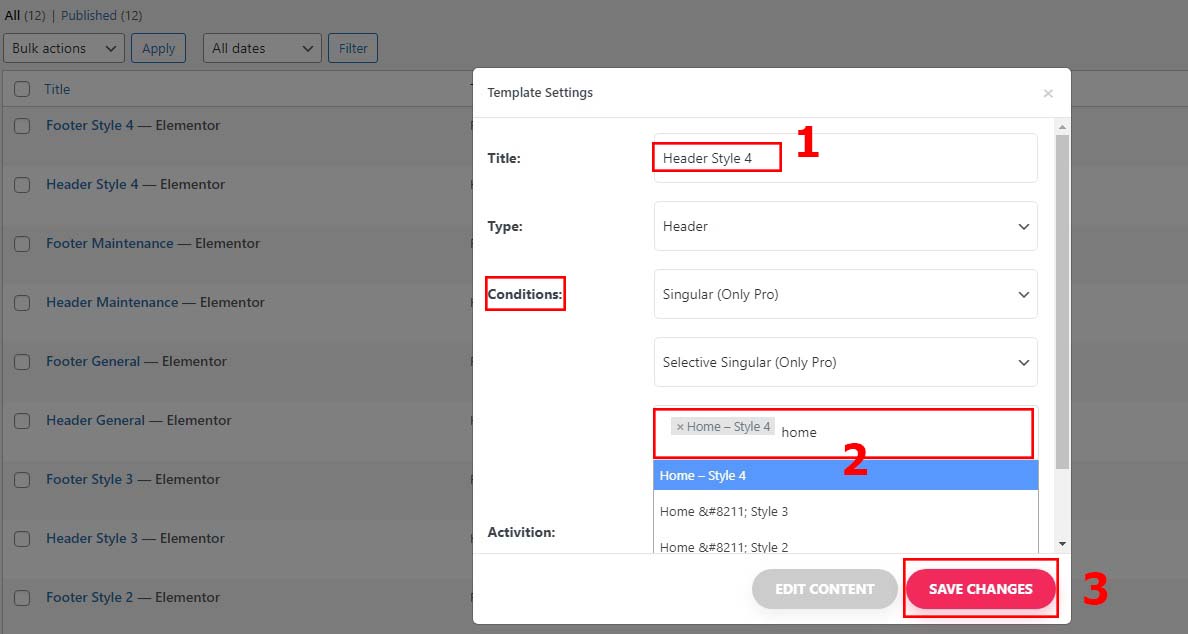 All (12) | Published (12)
Bulk actions Apply All dates Filter
Title
Footer Style 4 — Elementor
Header Style 4 — Elementor
Footer Maintenance — Elementor
Header Maintenance — Elementor
Footer General — Elementor
Header General — Elementor
Footer Style 3 — Elementor
Header Style 3 — Elementor
Footer Style 2 — Elementor
Template Settings ×
Title: Header Style 4 1
Type: Header
Conditions: Singular (Only Pro)
Selective Singular (Only Pro)
× Home – Style 4 home
2
Home – Style 4
Home &#8211; Style 3
Activition:
Home &#8211; Style 2
EDIT CONTENT SAVE CHANGES 3